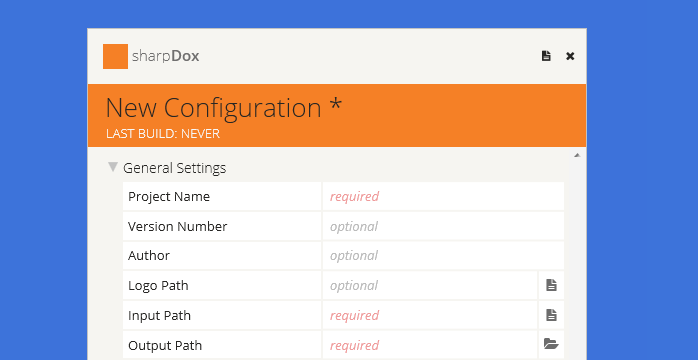 sharpDox
New Configuration *
LAST BUILD: NEVER
General Settings
Project Name required
Version Number optional
Author optional
Logo Path optional
Input Path required
Output Path required